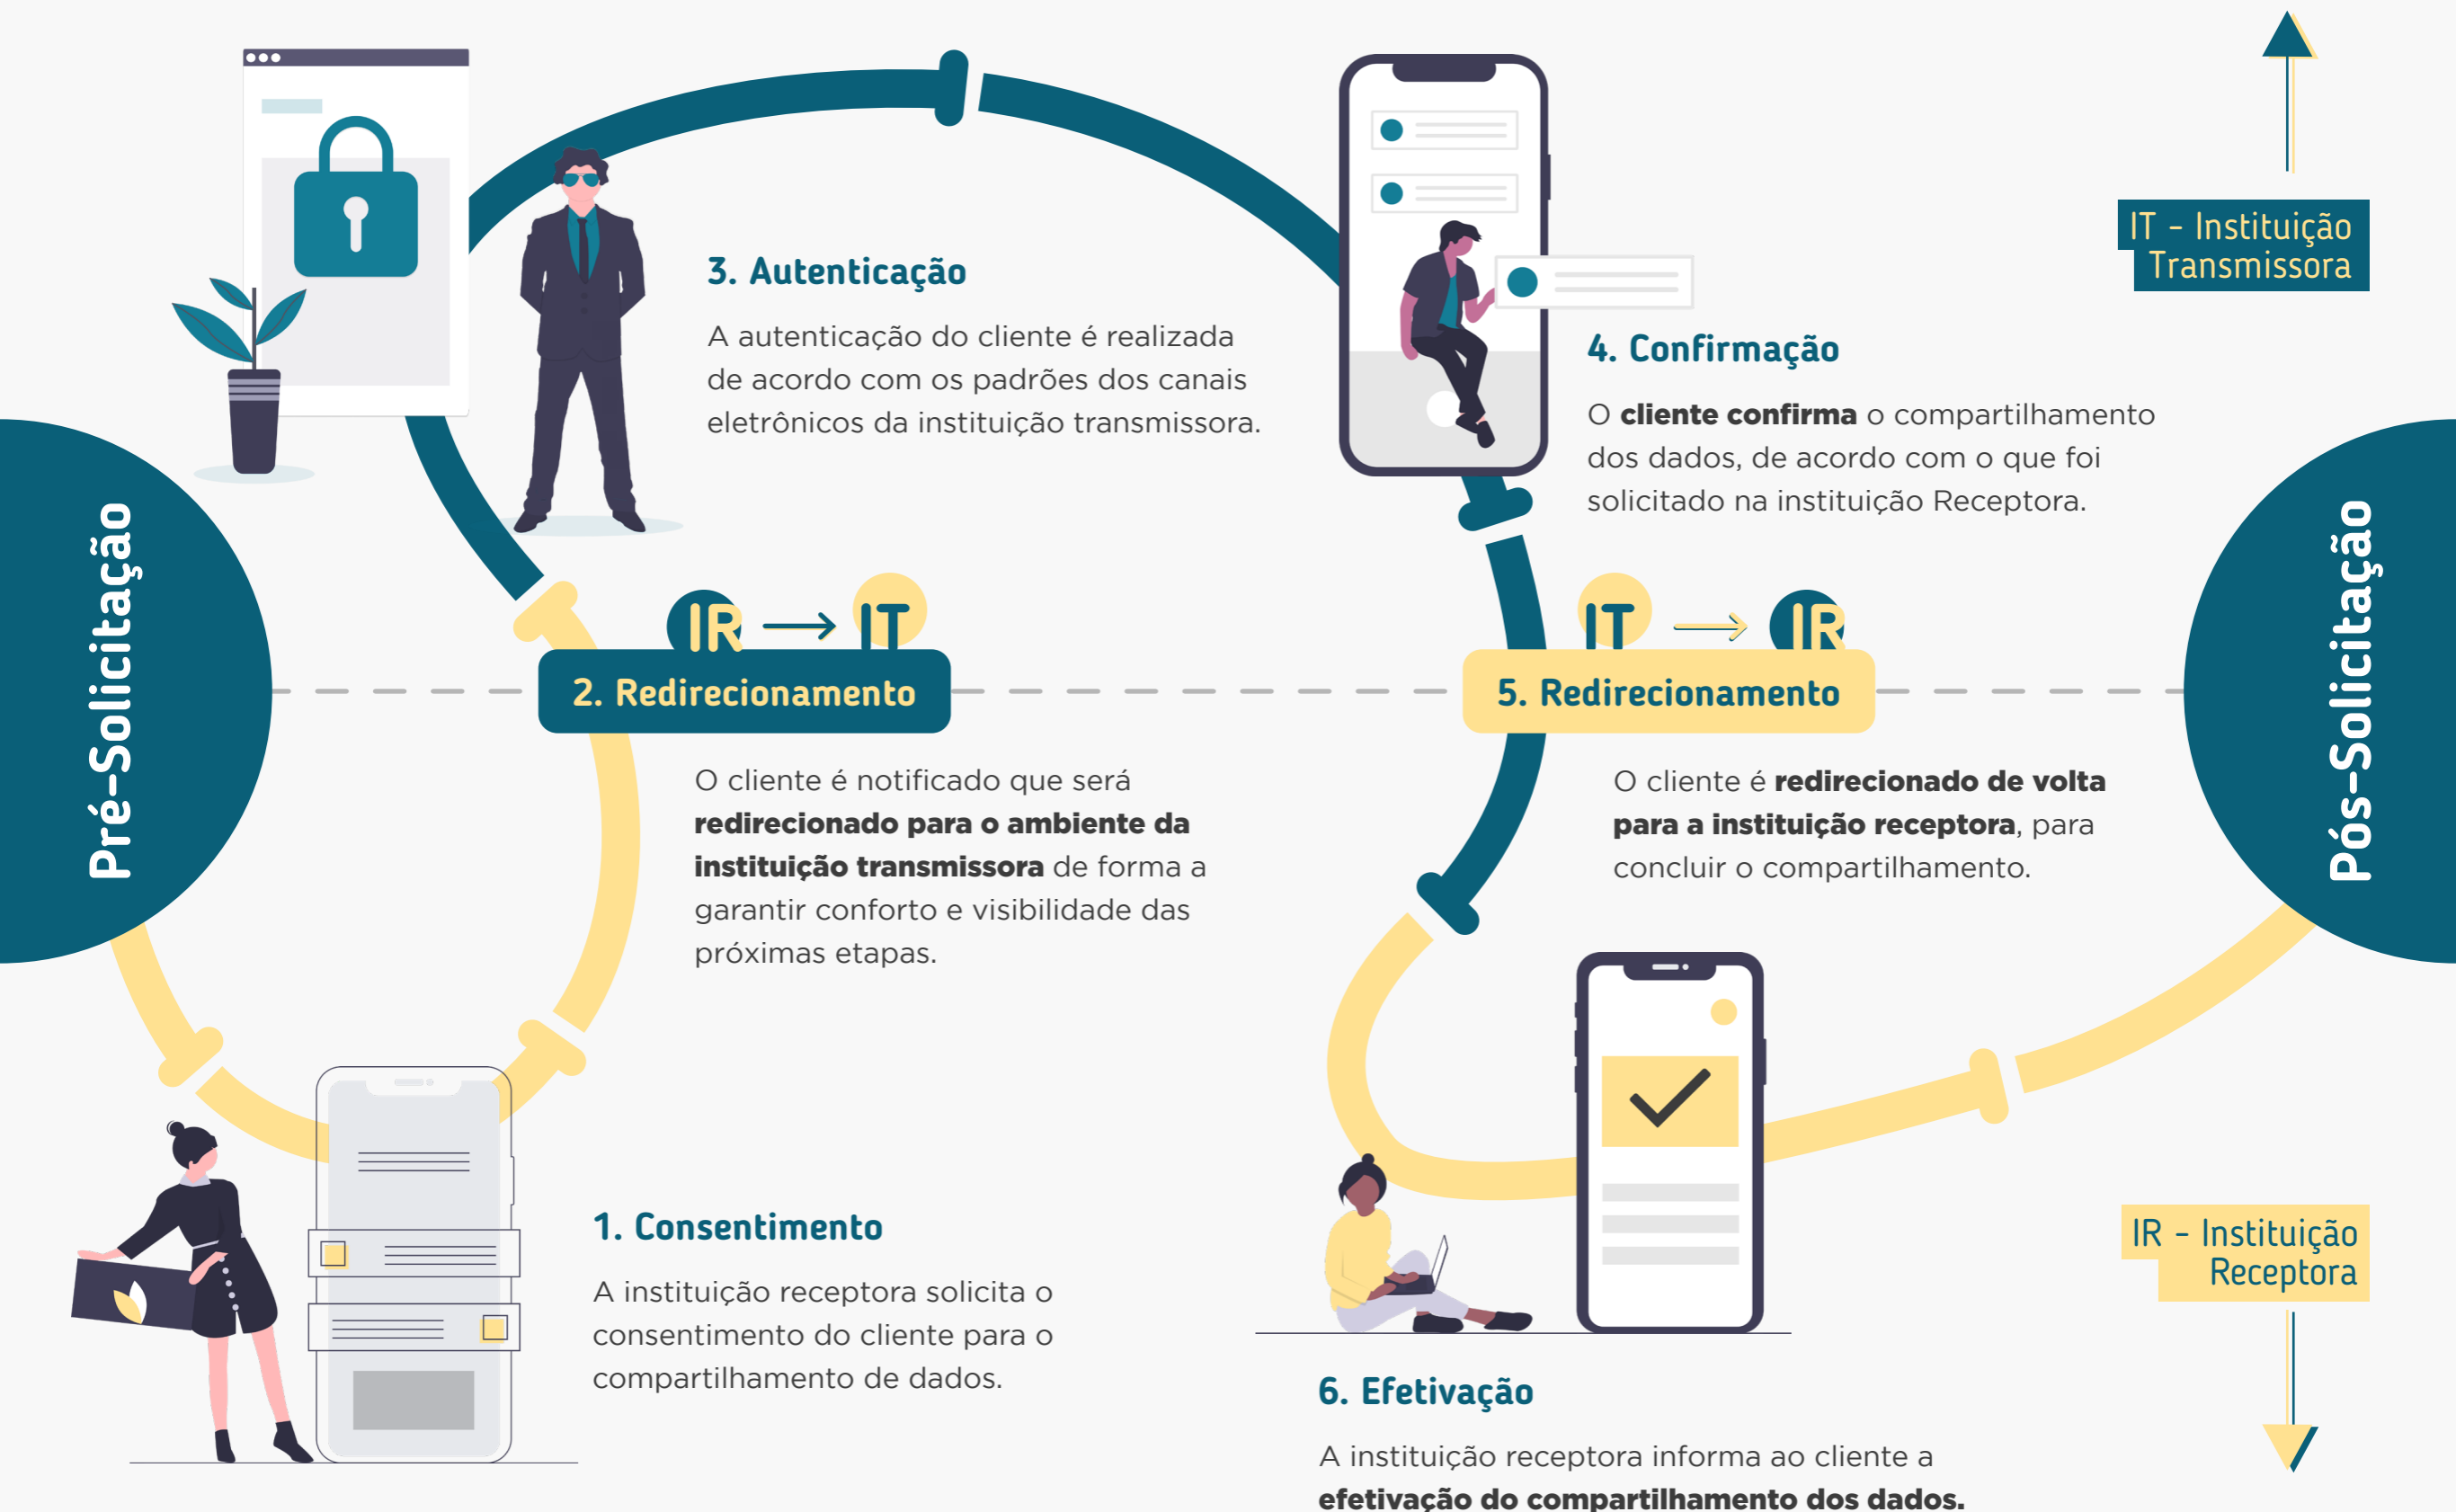 Pré-Solicitação
1. Consentimento
A instituição receptora solicita o
consentimento do cliente para o
compartilhamento de dados.
IR → IT
2. Redirecionamento
O cliente é notificado que será
redirecionado para o ambiente da
instituição transmissora de forma a
garantir conforto e visibilidade das
próximas etapas.
3. Autenticação
A autenticação do cliente é realizada
de acordo com os padrões dos canais
eletrônicos da instituição transmissora.
4. Confirmação
O cliente confirma o compartilhamento
dos dados, de acordo com o que foi
solicitado na instituição Receptora.
IT → IR
5. Redirecionamento
O cliente é redirecionado de volta
para a instituição receptora, para
concluir o compartilhamento.
6. Efetivação
A instituição receptora informa ao cliente a
efetivação do compartilhamento dos dados.
Pós-Solicitação
IT - Instituição
Transmissora
IR - Instituição
Receptora